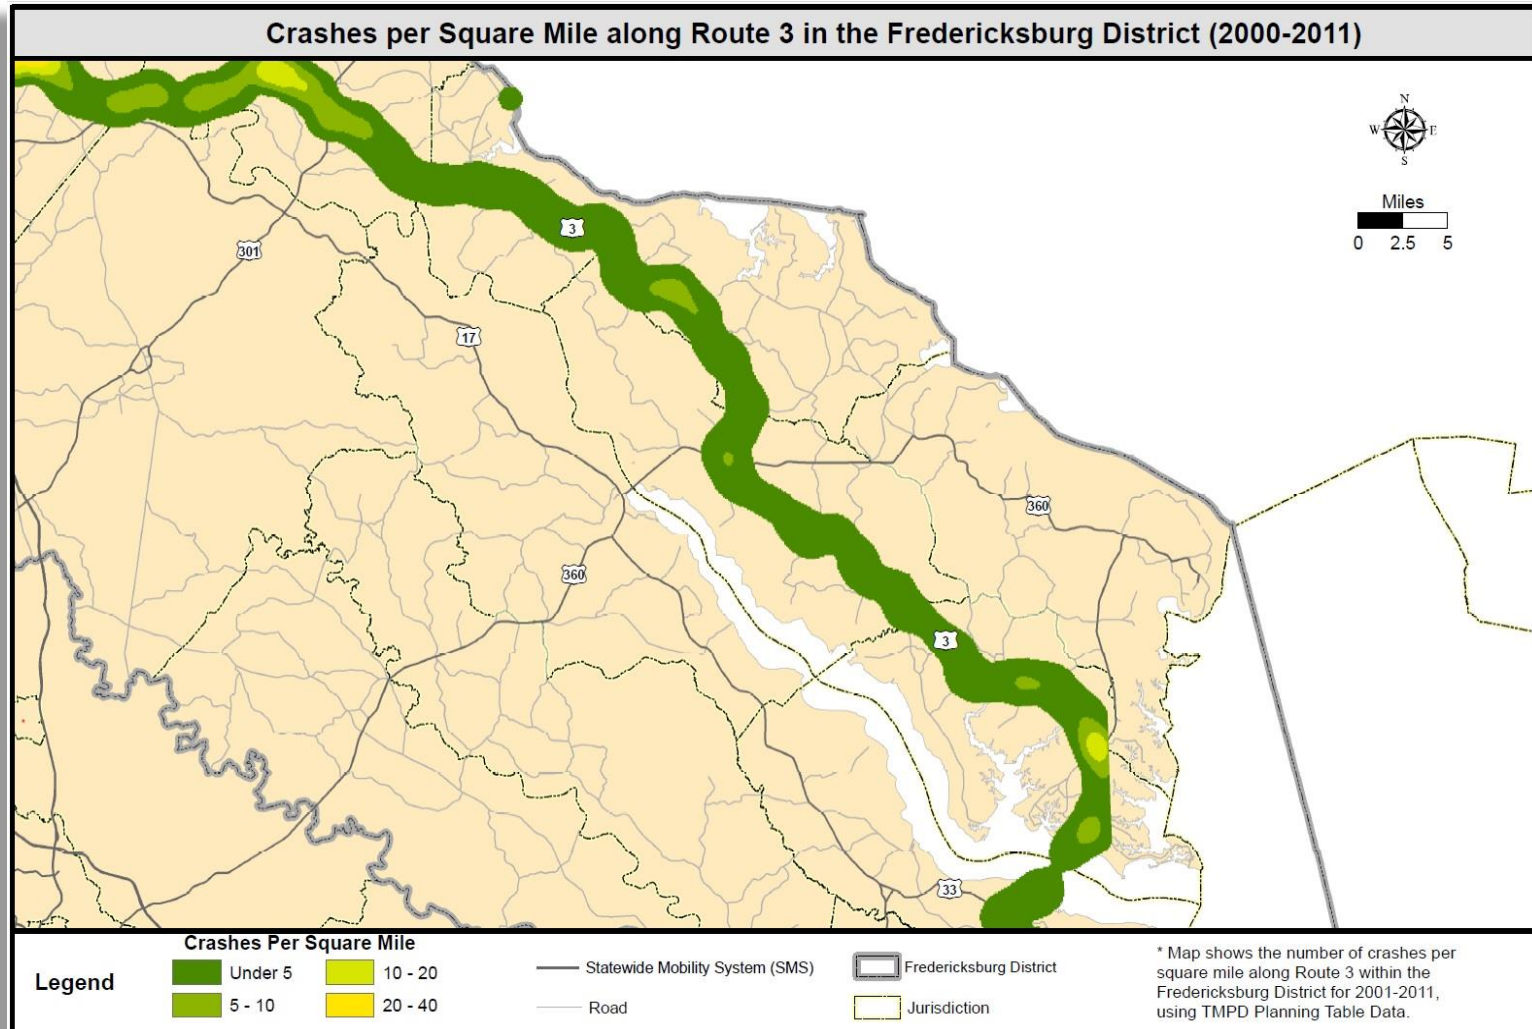 Crashes per Square Mile along Route 3 in the Fredericksburg District (2000-2011)
N
W E
S
Miles
0 2.5 5
3
301
17
360
360
3
33
Legend
Crashes Per Square Mile
Under 5
10 - 20
5 - 10
20 - 40
Statewide Mobility System (SMS)
Road
Fredericksburg District
Jurisdiction
* Map shows the number of crashes per
square mile along Route 3 within the
Fredericksburg District for 2001-2011,
using TMPD Planning Table Data.